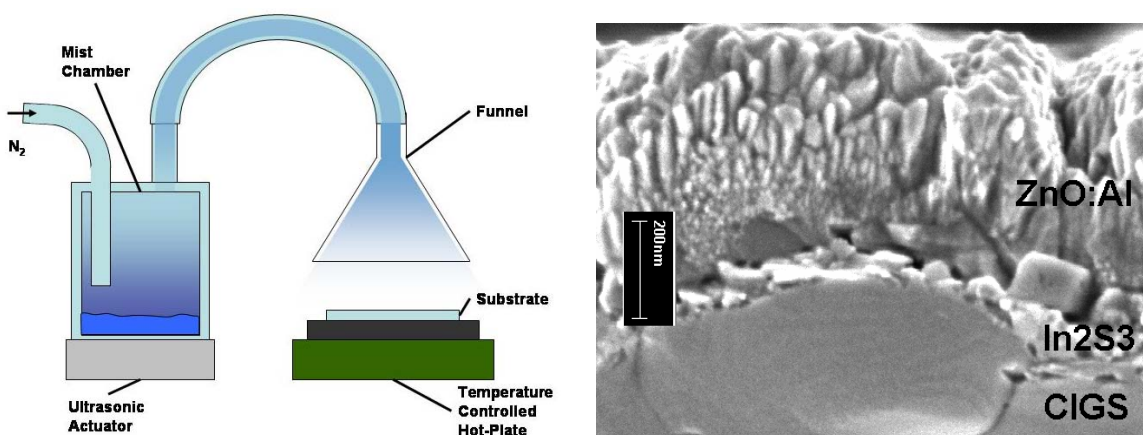 Mist
Chamber
N2
Funnel
Substrate
Ultrasonic
Actuator
Temperature
Controlled
Hot-Plate
200nm
ZnO:Al
In2S3
CIGS